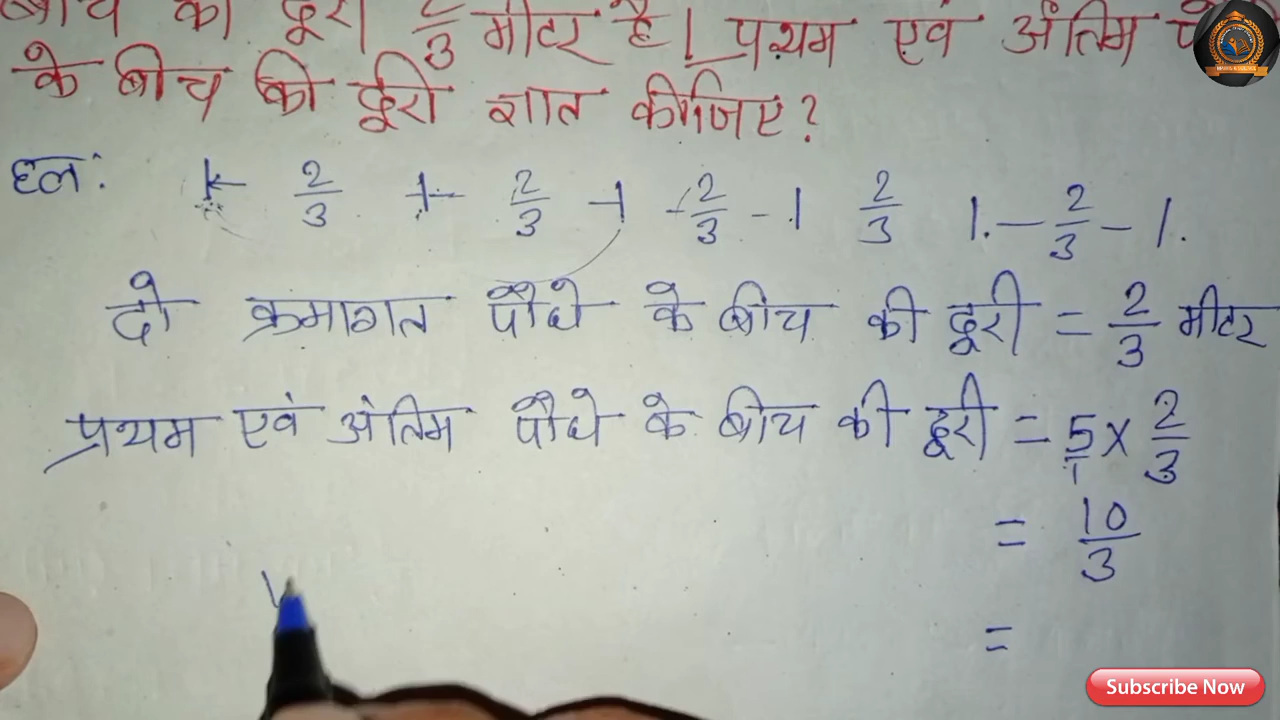 बीच की दूरी 2/3 मीटर है। प्रथम एवं अंतिम
के बीच की दूरी ज्ञात कीजिए?
हल: 2/3 2/3 2/3 2/3 2/3
दो क्रमागत पौधे के बीच की दूरी = 2/3 मीटर
प्रथम एवं अंतिम पौधे के बीच की दूरी = 5/1 × 2/3
= 10/3
=
Subscribe Now